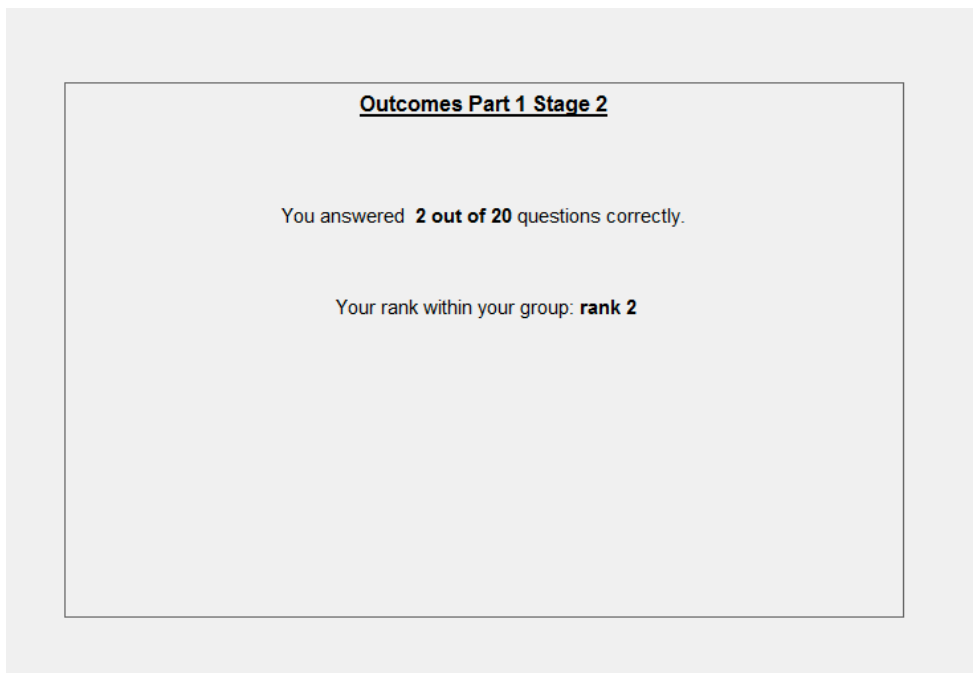 Outcomes Part 1 Stage 2
You answered 2 out of 20 questions correctly.
Your rank within your group: rank 2